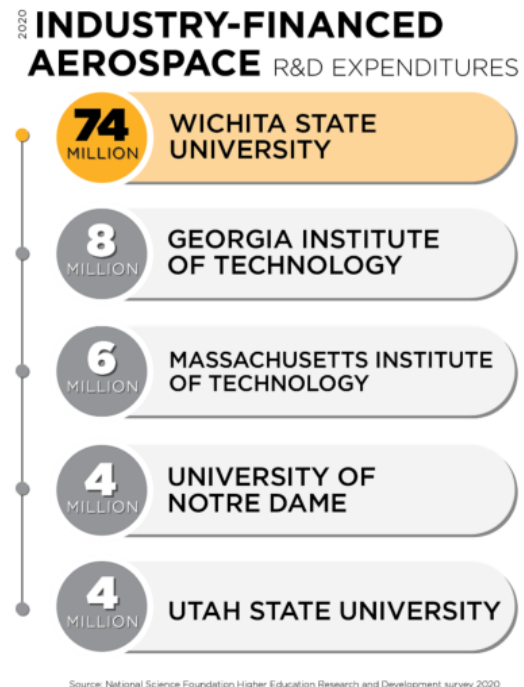 2020
INDUSTRY-FINANCED
AEROSPACE R&D EXPENDITURES
74
MILLION
WICHITA STATE
UNIVERSITY
8
MILLION
GEORGIA INSTITUTE
OF TECHNOLOGY
6
MILLION
MASSACHUSETTS INSTITUTE
OF TECHNOLOGY
4
MILLION
UNIVERSITY OF
NOTRE DAME
4
MILLION
UTAH STATE UNIVERSITY
Source: National Science Foundation Higher Education Research and Development survey 2020